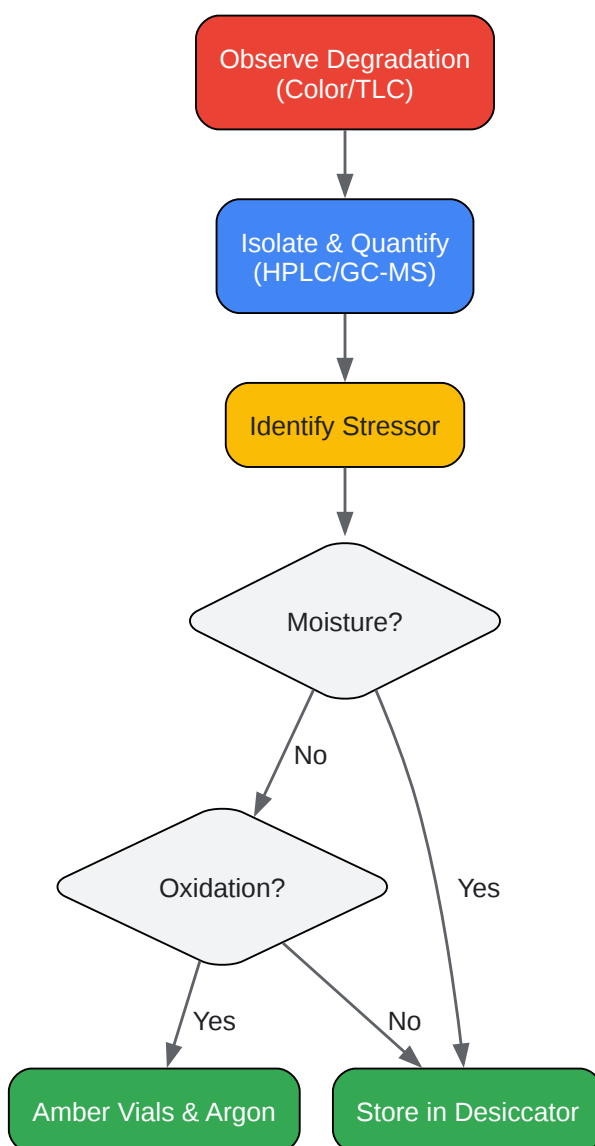 Observe Degradation
(Color/TLC)
Isolate & Quantify
(HPLC/GC-MS)
Identify Stressor
Moisture?
No
Oxidation?
Yes
Yes
No
Amber Vials & Argon
Store in Desiccator